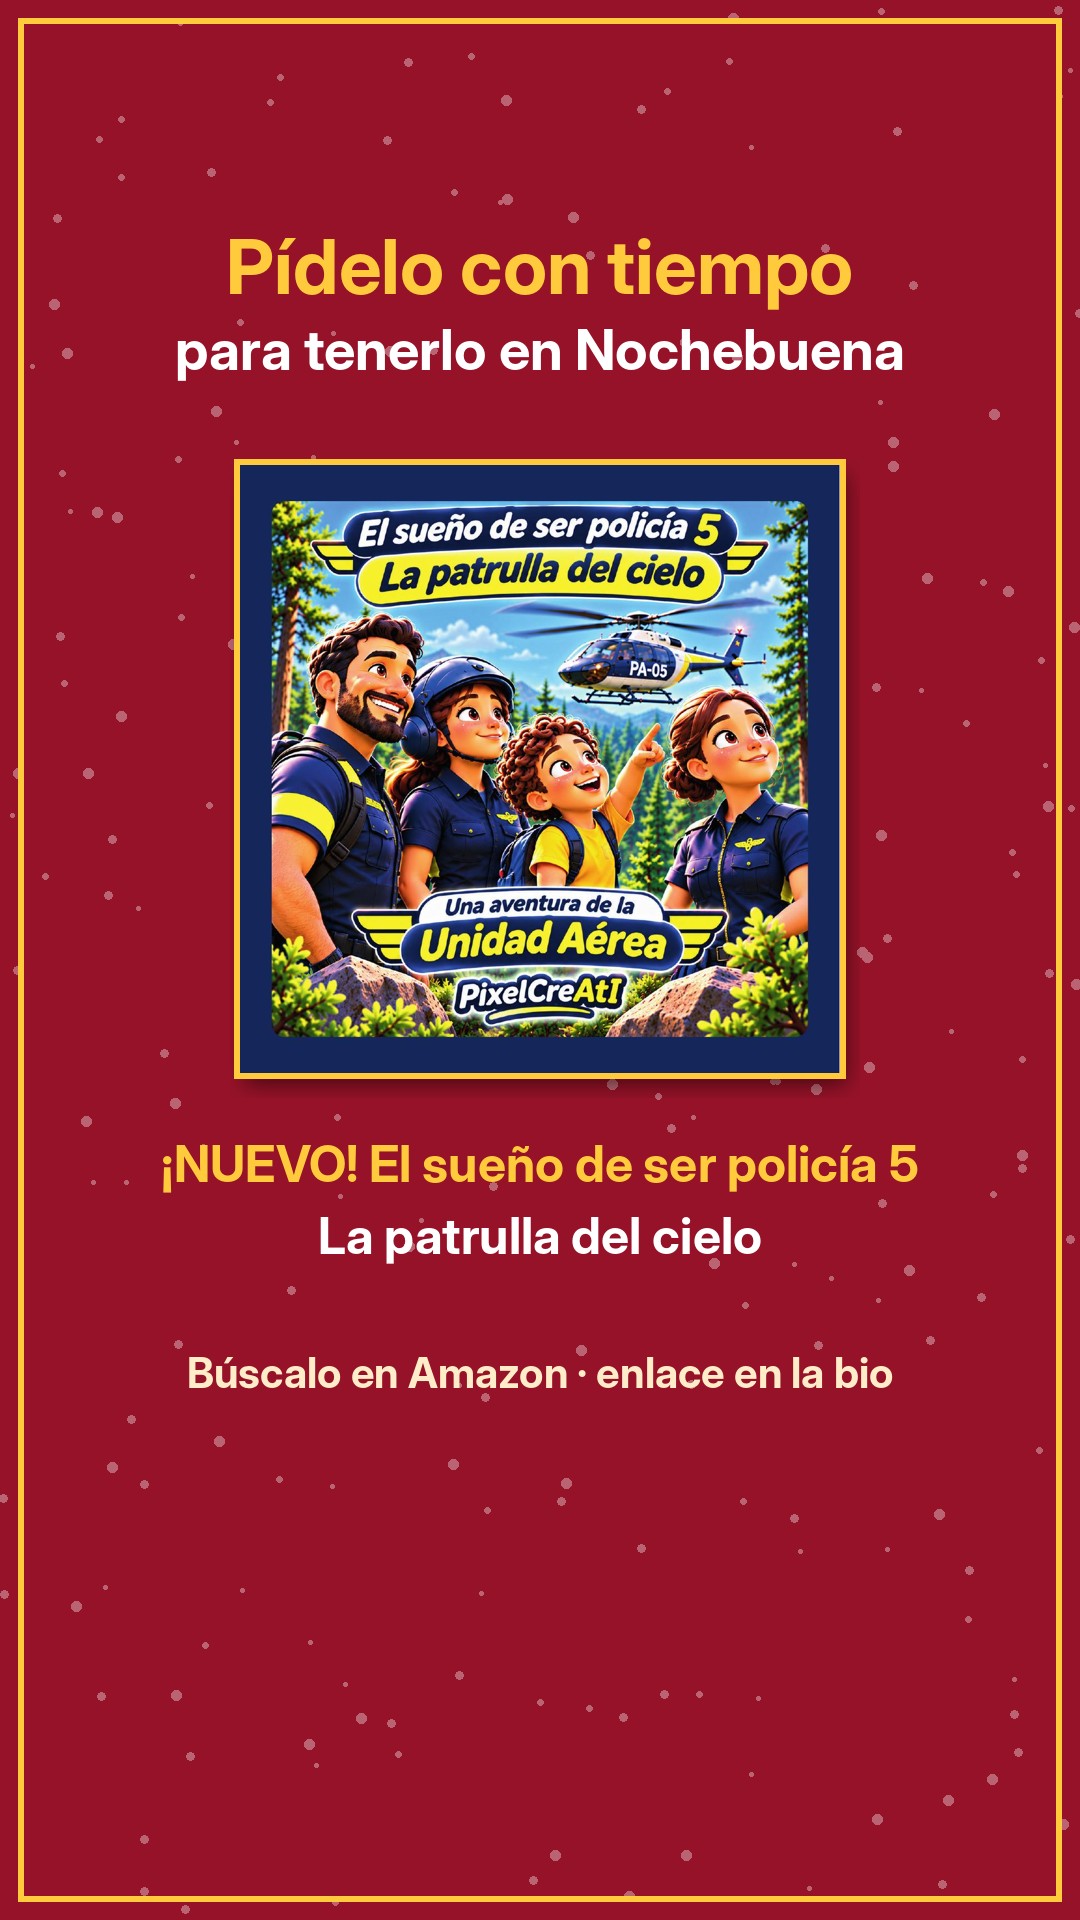 Pídelo con tiempo
para tenerlo en Nochebuena
El sueño de ser policía 5
La patrulla del cielo
PA-05
Una aventura de la
Unidad Aérea
PixelCreAtI
¡NUEVO! El sueño de ser policía 5
La patrulla del cielo
Búscalo en Amazon · enlace en la bio